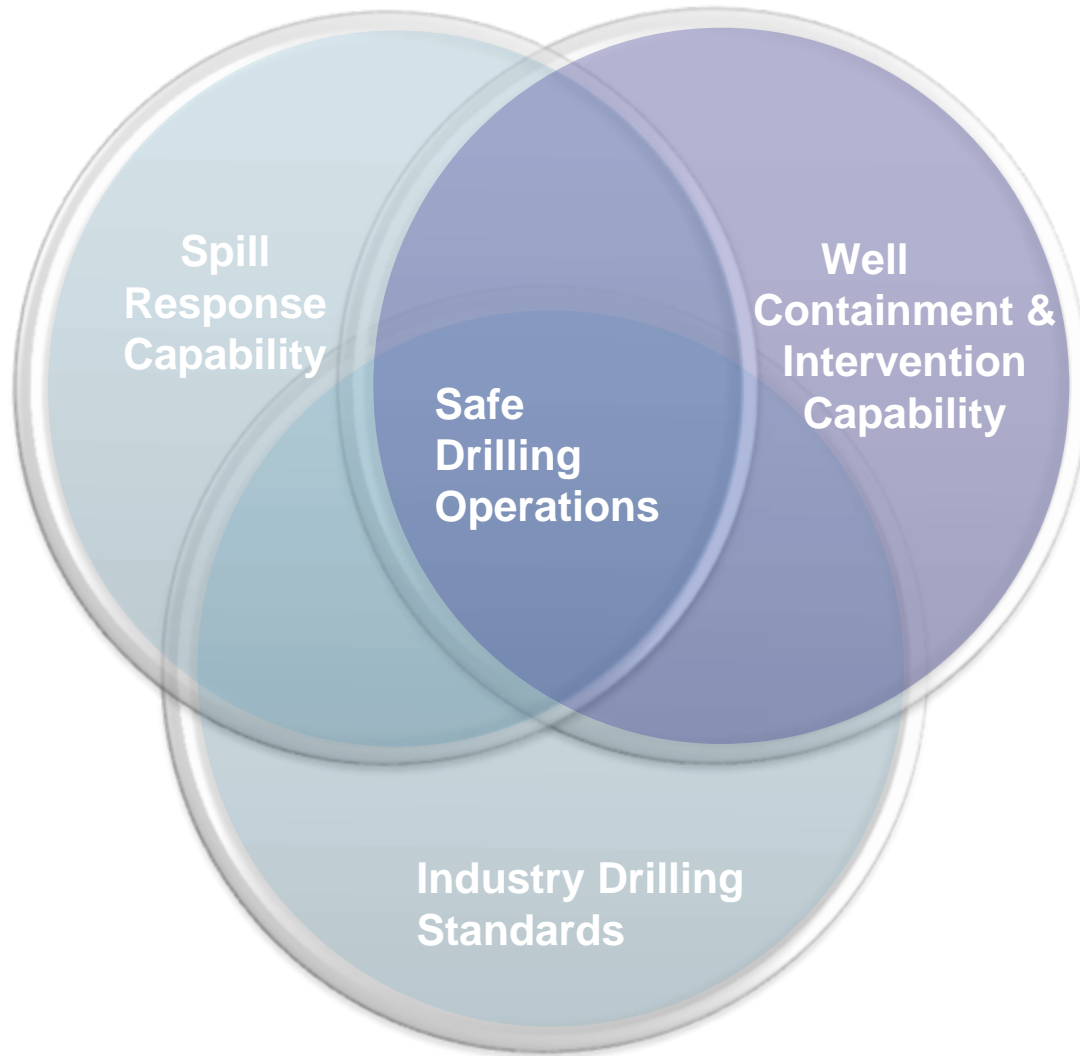 Spill
Response
Capability
Well
Containment &
Intervention
Capability
Safe
Drilling
Operations
Industry Drilling
Standards